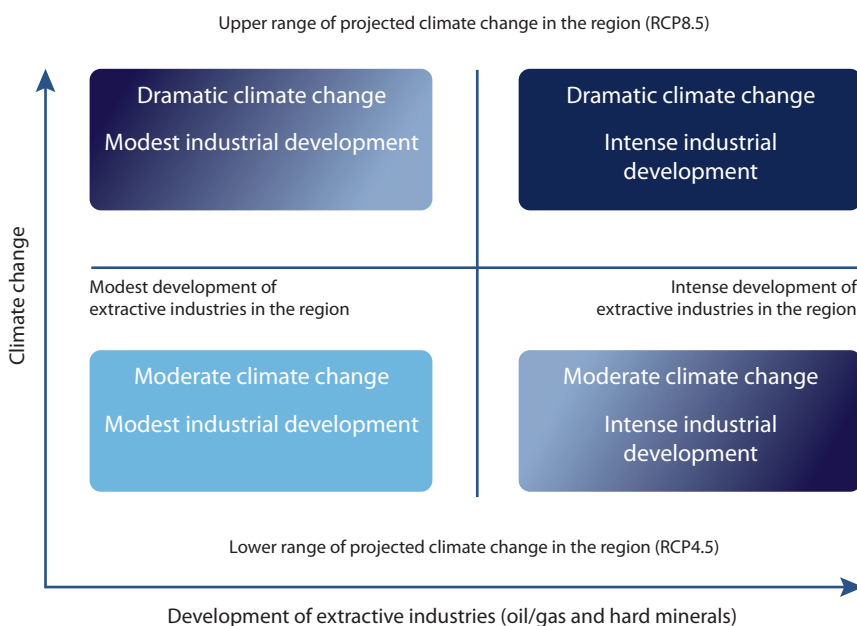 Upper range of projected climate change in the region (RCP8.5)
Dramatic climate change
Modest industrial development
Dramatic climate change
Intense industrial
development
Climate change
Modest development of
extractive industries in the region
Intense development of
extractive industries in the region
Moderate climate change
Modest industrial development
Moderate climate change
Intense industrial
development
Lower range of projected climate change in the region (RCP4.5)
Development of extractive industries (oil/gas and hard minerals)